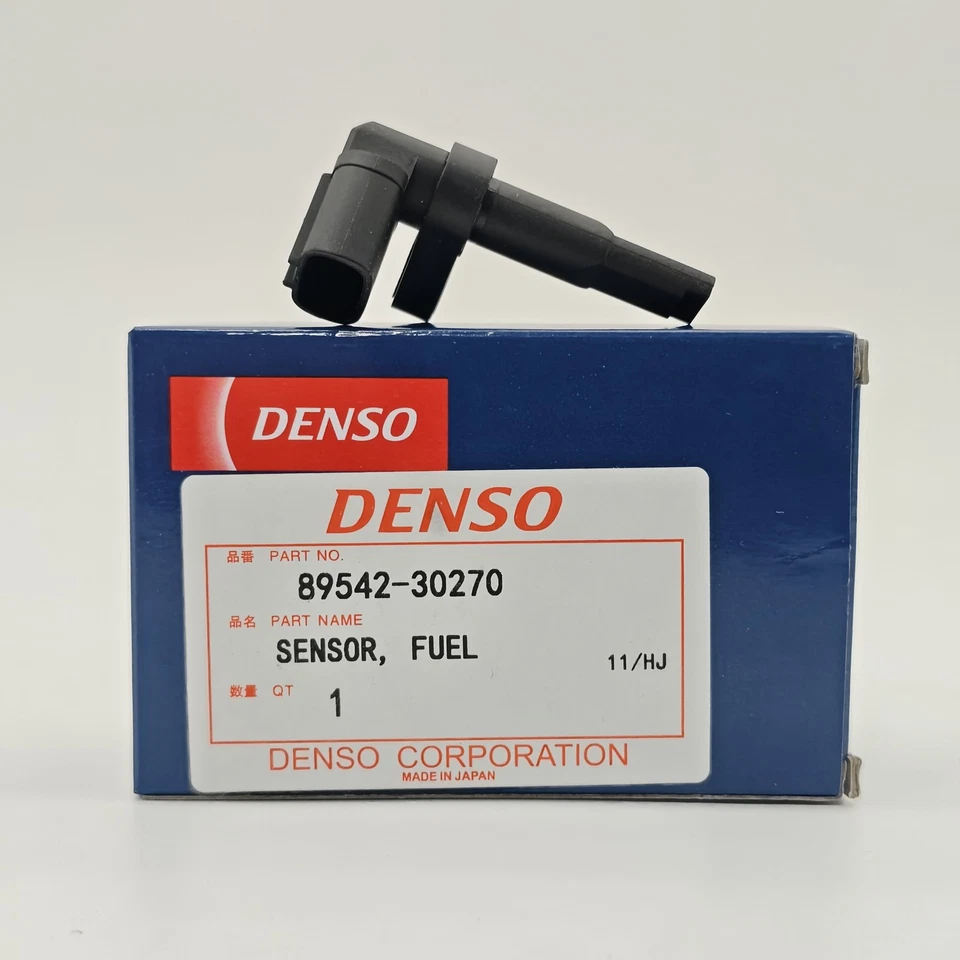 DENSO
DENSO
品番 PART NO.
89542-30270
品名 PART NAME
SENSOR, FUEL
11/HJ
数量 QT 1
DENSO CORPORATION
MADE IN JAPAN